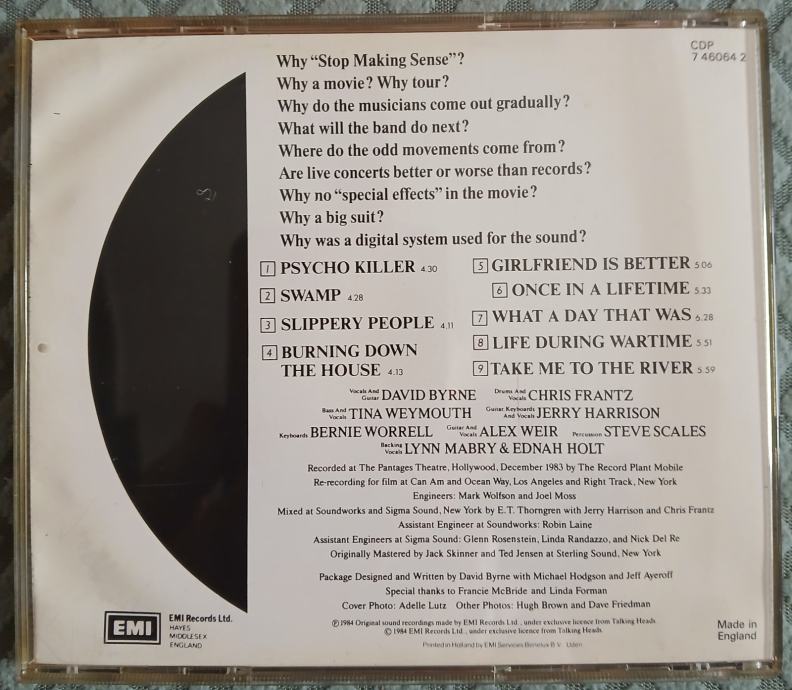 CDP
7 46064 2
Why "Stop Making Sense"?
Why a movie? Why tour?
Why do the musicians come out gradually?
What will the band do next?
Where do the odd movements come from?
Are live concerts better or worse than records?
Why no "special effects" in the movie?
Why a big suit?
Why was a digital system used for the sound?
1 PSYCHO KILLER 4.30
2 SWAMP 4.28
3 SLIPPERY PEOPLE 4.11
4 BURNING DOWN
THE HOUSE 4.13
5 GIRLFRIEND IS BETTER 5.06
6 ONCE IN A LIFETIME 5.33
7 WHAT A DAY THAT WAS 6.28
8 LIFE DURING WARTIME 5.51
9 TAKE ME TO THE RIVER 5.59
Vocals And Guitar DAVID BYRNE Drums And Vocals CHRIS FRANTZ
Bass And Vocals TINA WEYMOUTH Guitar, Keyboards And Vocals JERRY HARRISON
Keyboards BERNIE WORRELL Guitar And Vocals ALEX WEIR Percussion STEVE SCALES
Backing Vocals LYNN MABRY & EDNAH HOLT
Recorded at The Pantages Theatre, Hollywood, December 1983 by The Record Plant Mobile
Re-recording for film at Can Am and Ocean Way, Los Angeles and Right Track, New York
Engineers: Mark Wolfson and Joel Moss
Mixed at Soundworks and Sigma Sound, New York by E.T. Thorngren with Jerry Harrison and Chris Frantz
Assistant Engineer at Soundworks: Robin Laine
Assistant Engineers at Sigma Sound: Glenn Rosenstein, Linda Randazzo, and Nick Del Re
Originally Mastered by Jack Skinner and Ted Jensen at Sterling Sound, New York
Package Designed and Written by David Byrne with Michael Hodgson and Jeff Ayeroff
Special thanks to Francie McBride and Linda Forman
Cover Photo: Adelle Lutz Other Photos: Hugh Brown and Dave Friedman
℗ 1984 Original sound recordings made by EMI Records Ltd., under exclusive licence from Talking Heads
© 1984 EMI Records Ltd., under exclusive licence from Talking Heads
Printed in Holland by EMI Services Benelux B.V. Uden
EMI
EMI Records Ltd.
HAYES
MIDDLESEX
ENGLAND
Made in
England